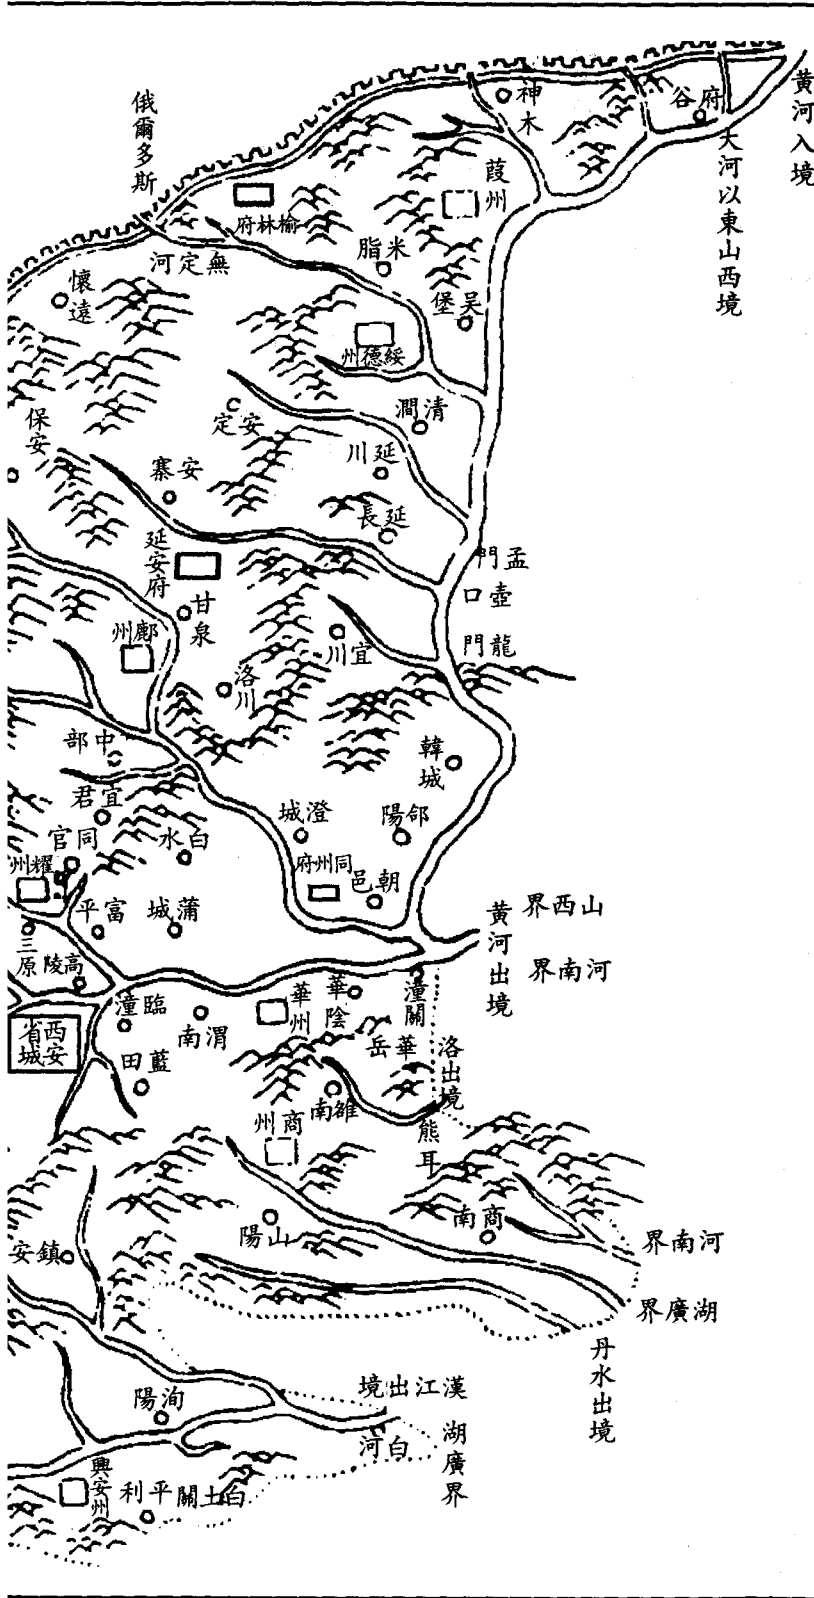 黄河入境
府谷
大河以東山西境
神木
葭州
俄爾多斯
榆林府
無定河
米脂
吴堡
懷遠
綏德州
清澗
安定
保安
延川
安寨
延長
延安府
孟門
壺口
龍門
甘泉
鄜州
宜川
洛川
韓城
中部
宜君
同官
耀州
白水
澄城
郃陽
同州府
朝邑
山西界
黄河出境
河南界
富平
蒲城
三原
高陵
西安省城
臨潼
渭南
華州
華陰
潼關
華岳
藍田
洛出境
雒南
商州
熊耳
商南
山陽
鎮安
河南界
湖廣界
丹水出境
漢江出境
洵陽
白河
湖廣界
興安州
平利
白土關